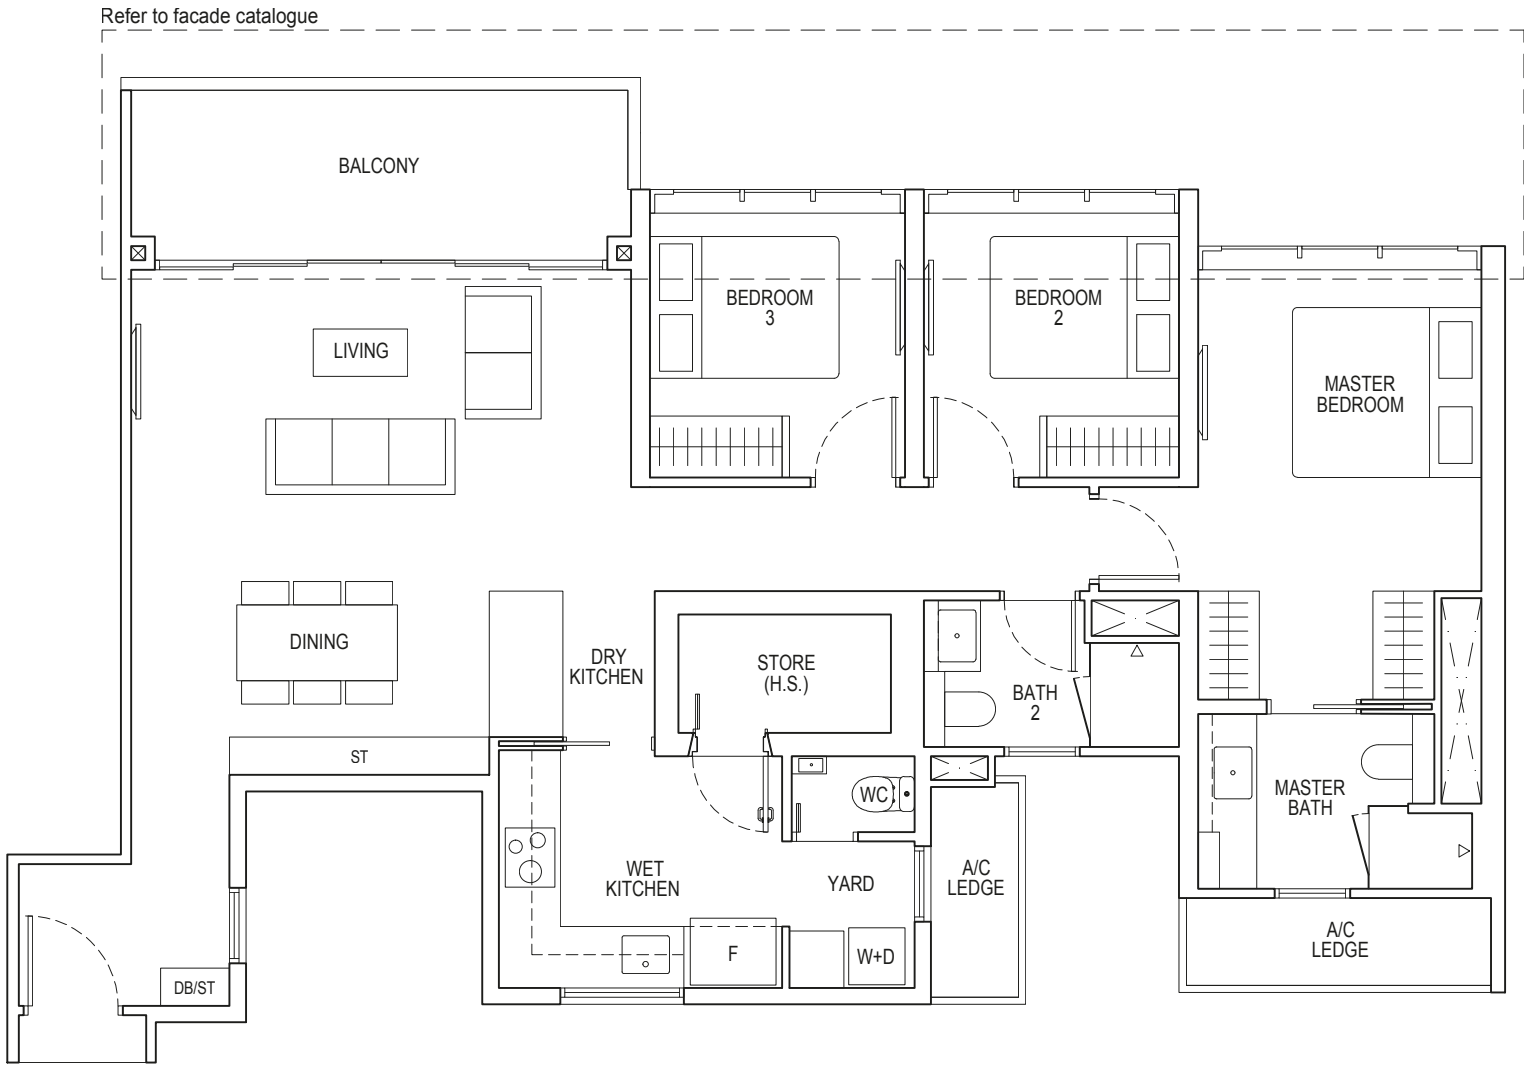 Refer to facade catalogue
BALCONY
BEDROOM
3
BEDROOM
2
LIVING
MASTER
BEDROOM
DINING
DRY
KITCHEN
STORE
(H.S.)
BATH
2
ST
WC
MASTER
BATH
WET
KITCHEN
YARD
A/C
LEDGE
A/C
LEDGE
F
W+D
DB/ST